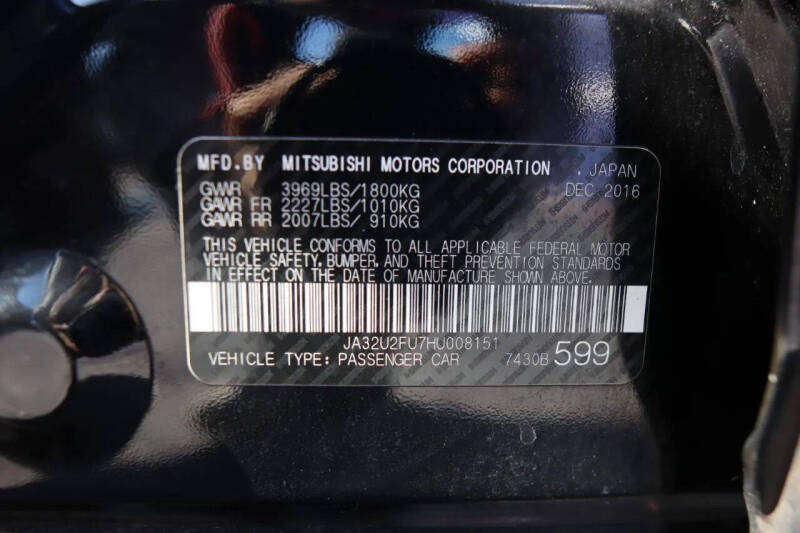 MFD.BY MITSUBISHI MOTORS CORPORATION , JAPAN
GVWR 3969LBS/1800KG DEC 2016
GAWR FR 2227LBS/1010KG
GAWR RR 2007LBS/ 910KG
THIS VEHICLE CONFORMS TO ALL APPLICABLE FEDERAL MOTOR
VEHICLE SAFETY, BUMPER, AND THEFT PREVENTION STANDARDS
IN EFFECT ON THE DATE OF MANUFACTURE SHOWN ABOVE.
JA32U2FU7HU008151
VEHICLE TYPE: PASSENGER CAR 7430B 599